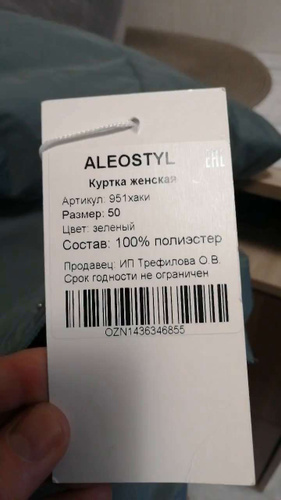 ALEOSTYL
EAC
Куртка женская
Артикул: 951хаки
Размер: 50
Цвет: зеленый
Состав: 100% полиэстер
Продавец: ИП Трефилова О В.
Срок годности не ограничен
OZN1436346855